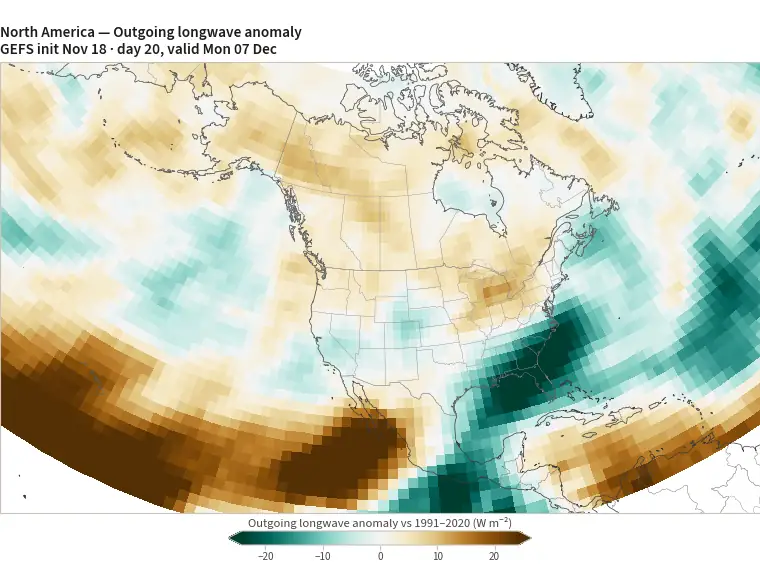 North America — Outgoing longwave anomaly
GEFS init Nov 18 · day 20, valid Mon 07 Dec
Outgoing longwave anomaly vs 1991–2020 (W m⁻²)
−20 −10 0 10 20